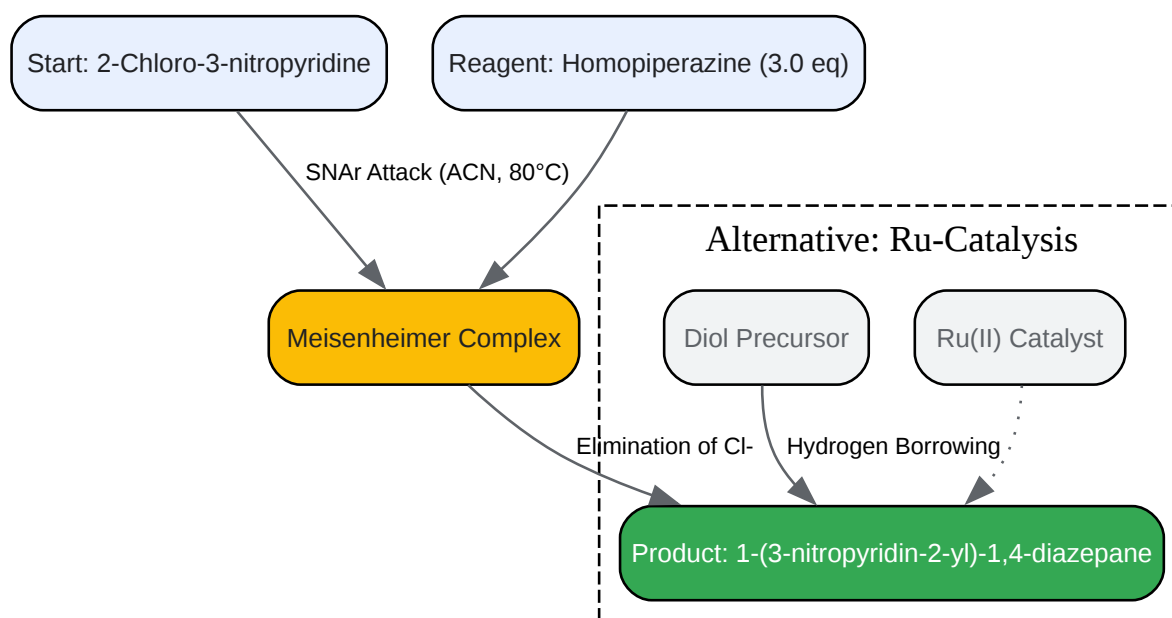 Start: 2-Chloro-3-nitropyridine
Reagent: Homopiperazine (3.0 eq)
SNAr Attack (ACN, 80°C)
Alternative: Ru-Catalysis
Meisenheimer Complex
Diol Precursor
Ru(II) Catalyst
Elimination of Cl-
Hydrogen Borrowing
Product: 1-(3-nitropyridin-2-yl)-1,4-diazepane